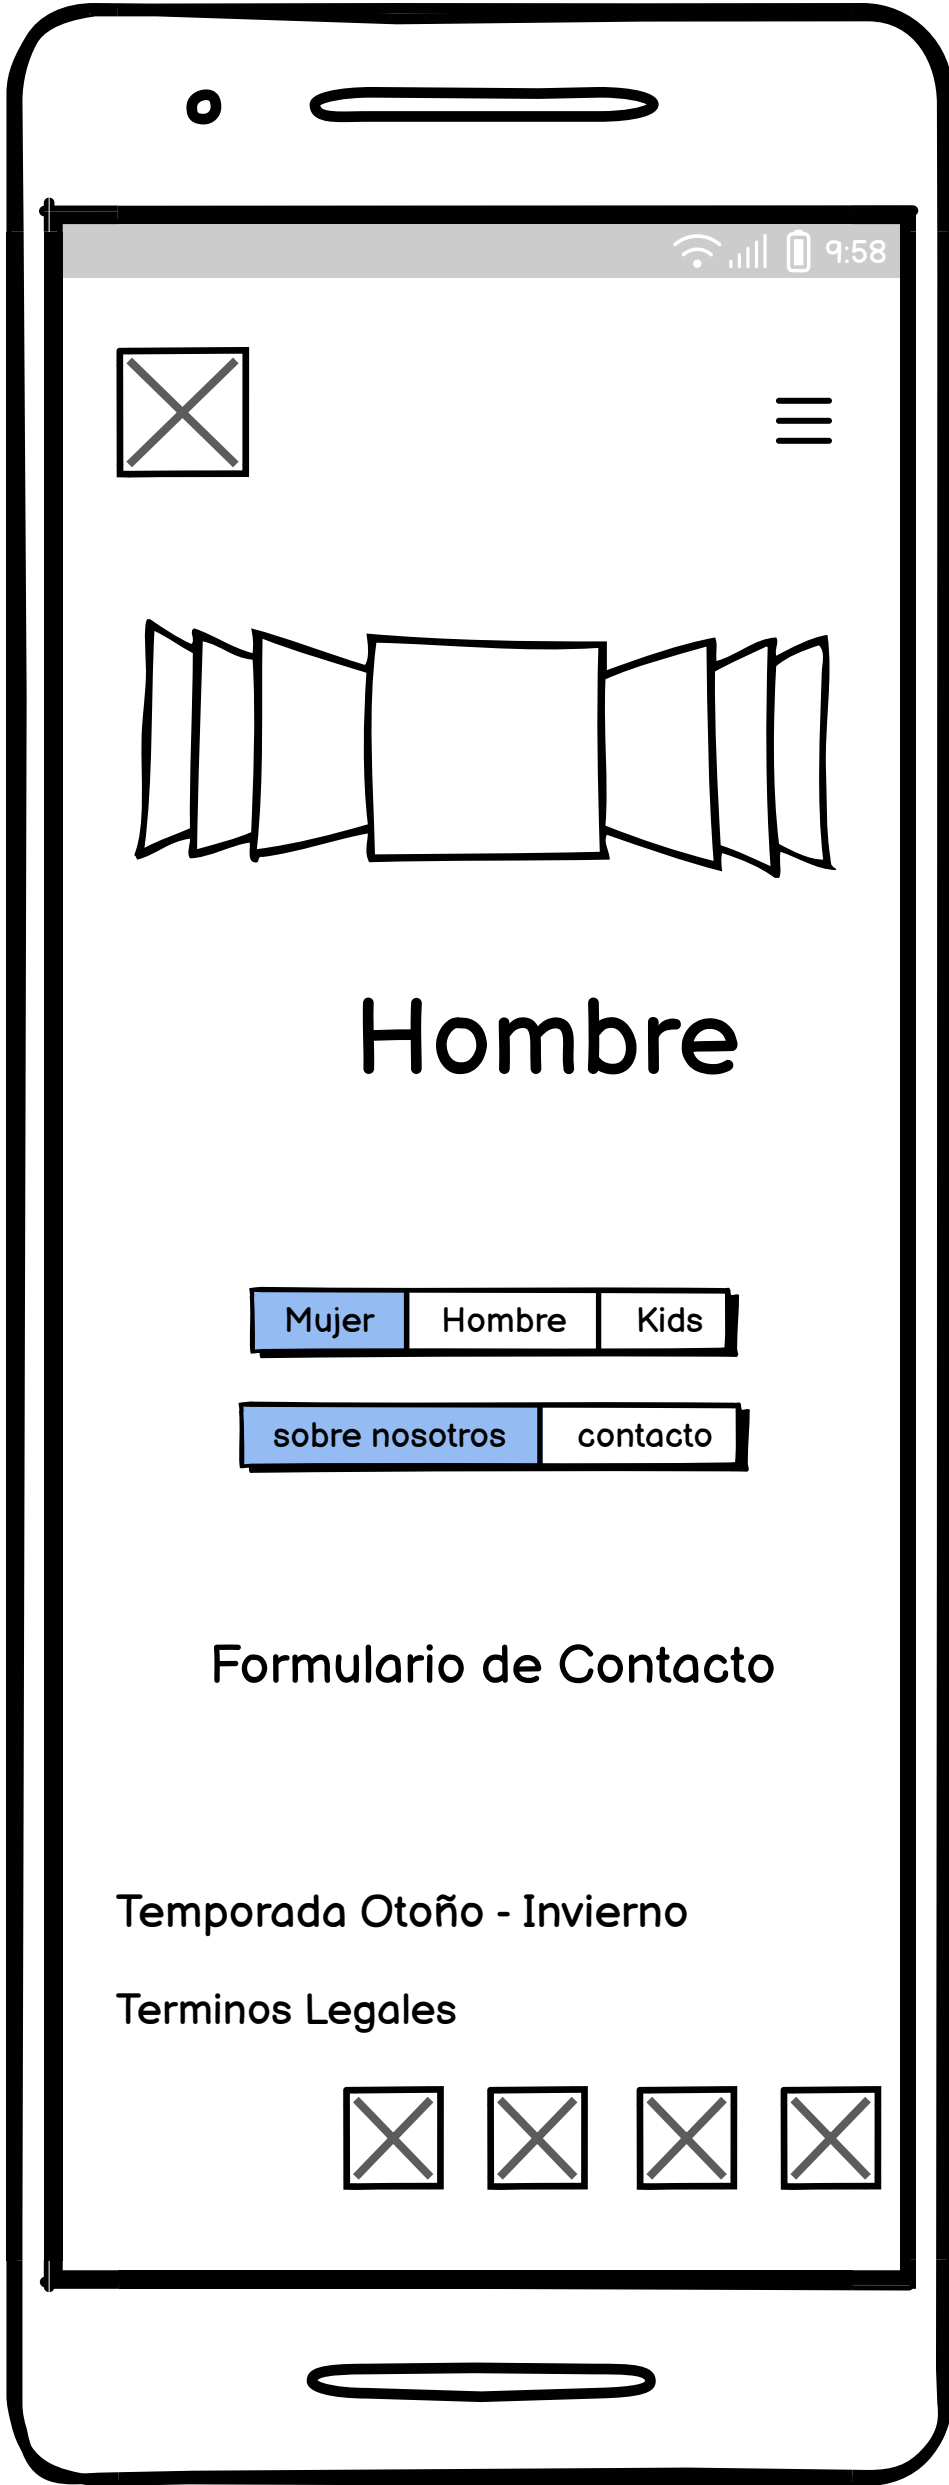 9:58
Hombre
Mujer Hombre Kids
sobre nosotros contacto
Formulario de Contacto
Temporada Otoño - Invierno
Terminos Legales